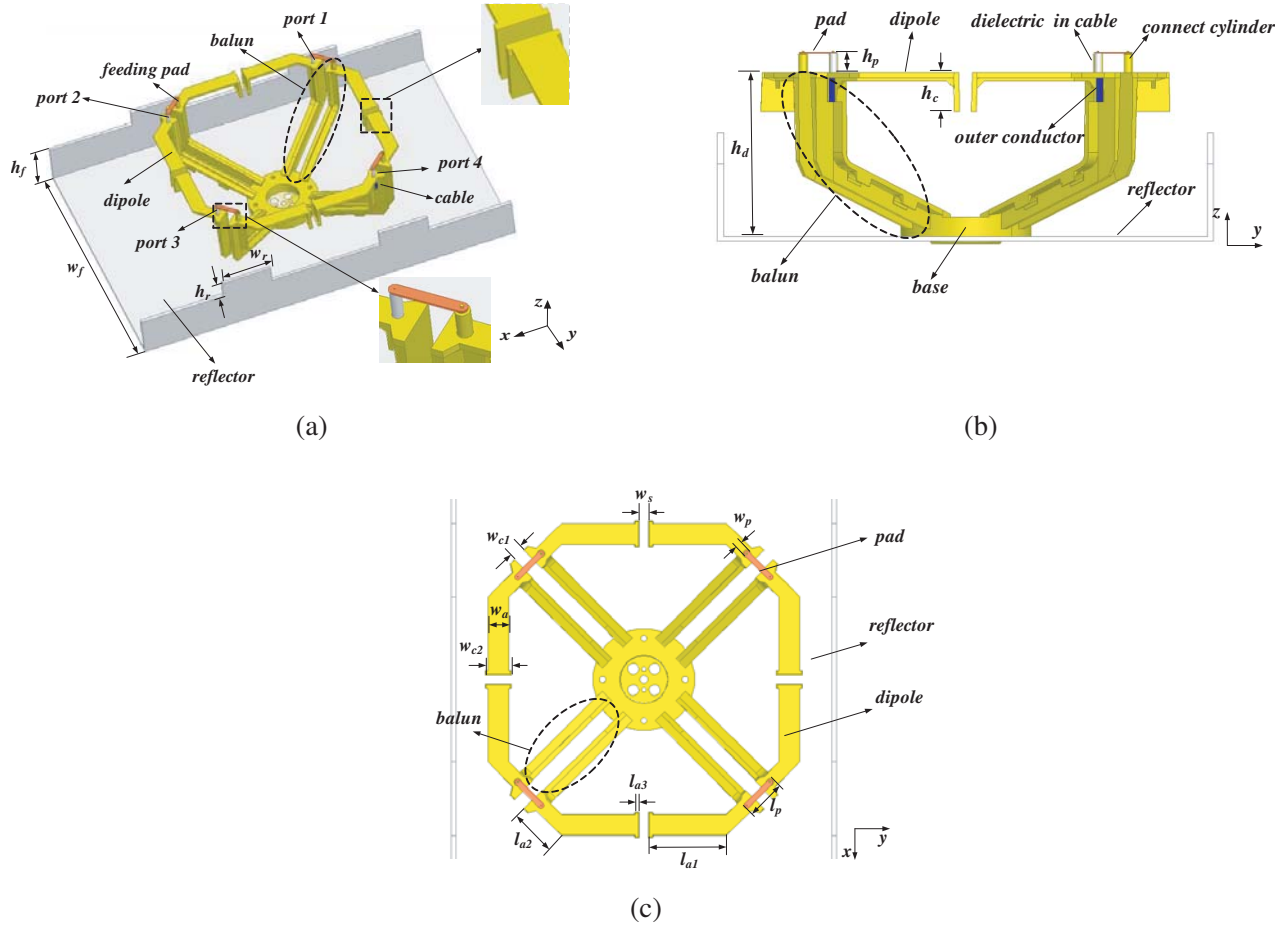 port 1
balun
feeding pad
port 2
h_f
dipole
port 4
cable
port 3
w_f
w_r
h_r
reflector
z
x
y
(a)
pad
dipole
dielectric in cable
connect cylinder
h_p
h_c
outer conductor
h_d
reflector
z
y
balun
base
(b)
w_s
w_p
w_c1
pad
w_a
reflector
w_c2
dipole
balun
l_a3
l_p
l_a2
l_a1
y
x
(c)